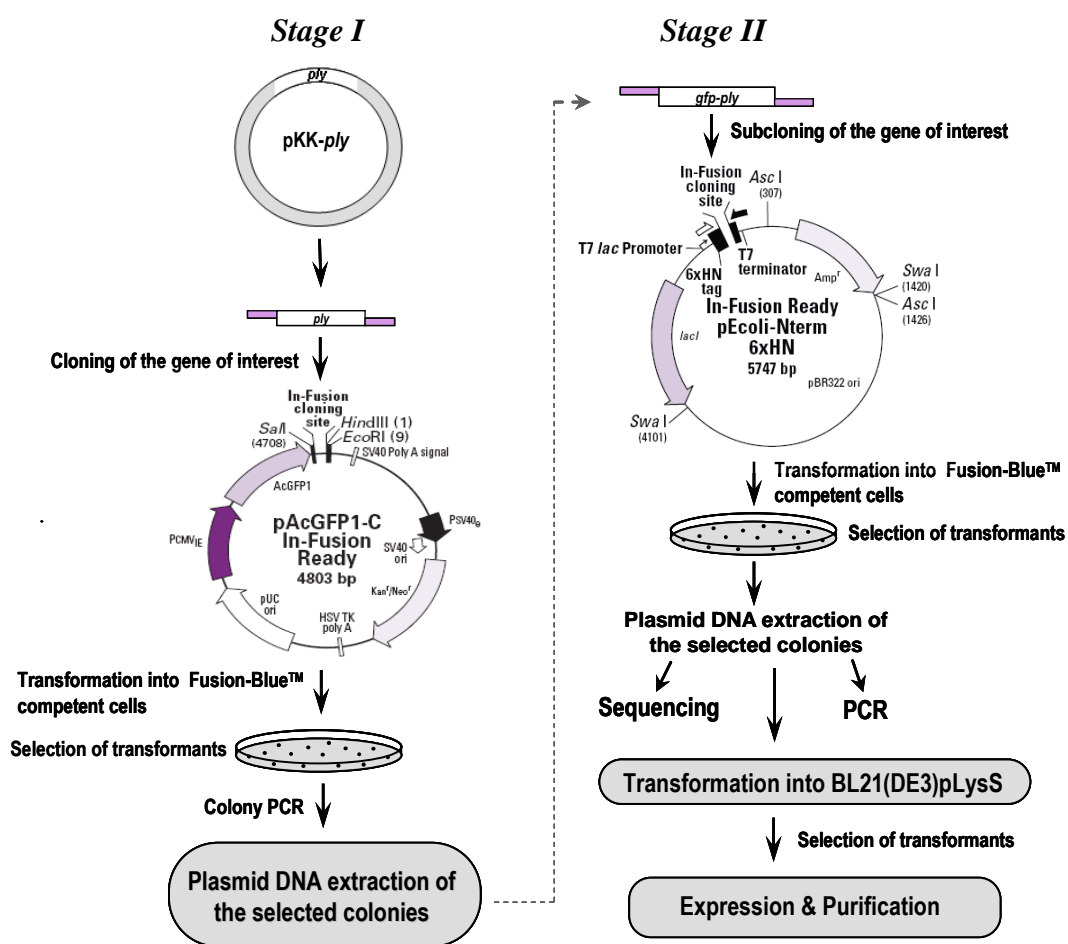 Stage I
ply
pKK-ply
ply
Cloning of the gene of interest
In-Fusion
cloning
site
SalI
(4708)
HindIII (1)
EcoRI (9)
SV40 Poly A signal
AcGFP1
PCMVIE
pAcGFP1-C
In-Fusion
Ready
4803 bp
PSV40e
SV40
ori
Kanr/Neor
pUC
ori
HSV TK
poly A
Transformation into Fusion-Blue™
competent cells
Selection of transformants
Colony PCR
Plasmid DNA extraction of
the selected colonies
Stage II
gfp-ply
Subcloning of the gene of interest
In-Fusion
cloning
site
Asc I
(307)
T7 lac Promoter
T7
terminator
6xHN
tag
Ampr
Swa I
(1420)
Asc I
(1426)
In-Fusion Ready
pEcoli-Nterm
6xHN
5747 bp
lacI
pBR322 ori
Swa I
(4101)
Transformation into Fusion-Blue™
competent cells
Selection of transformants
Plasmid DNA extraction of
the selected colonies
Sequencing
PCR
Transformation into BL21(DE3)pLysS
Selection of transformants
Expression & Purification